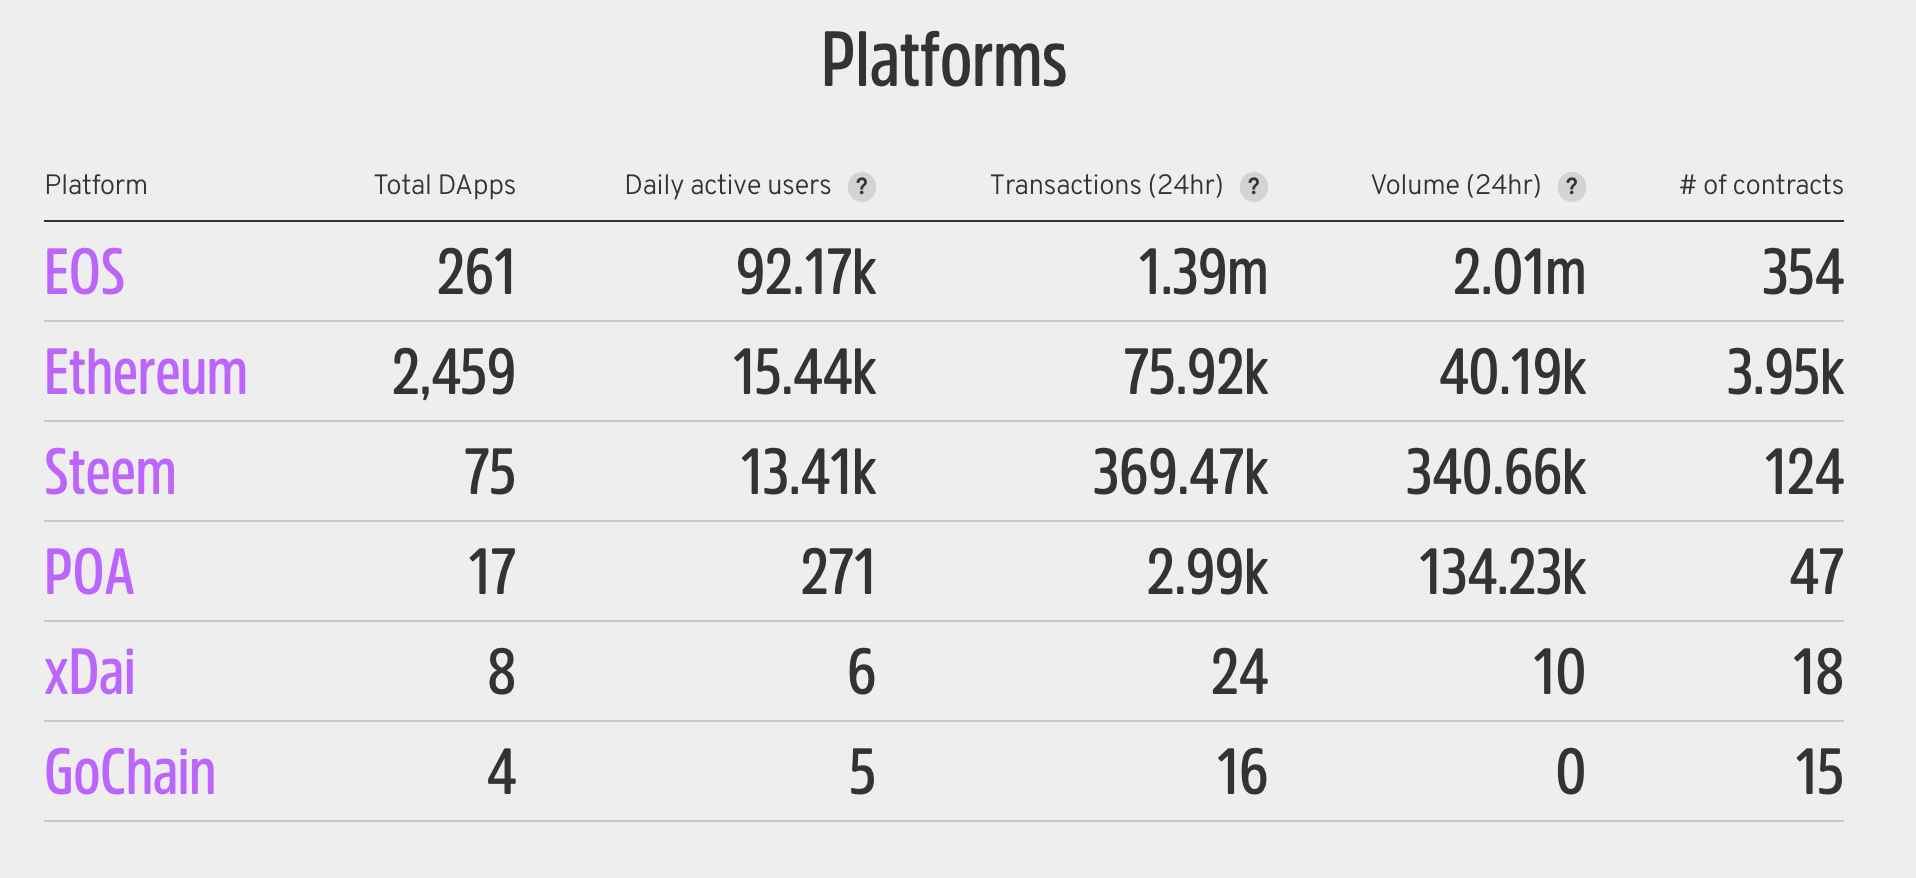 Platforms
Platform Total DApps Daily active users ? Transactions (24hr) ? Volume (24hr) ? # of contracts
EOS 261 92.17k 1.39m 2.01m 354
Ethereum 2,459 15.44k 75.92k 40.19k 3.95k
Steem 75 13.41k 369.47k 340.66k 124
POA 17 271 2.99k 134.23k 47
xDai 8 6 24 10 18
GoChain 4 5 16 0 15